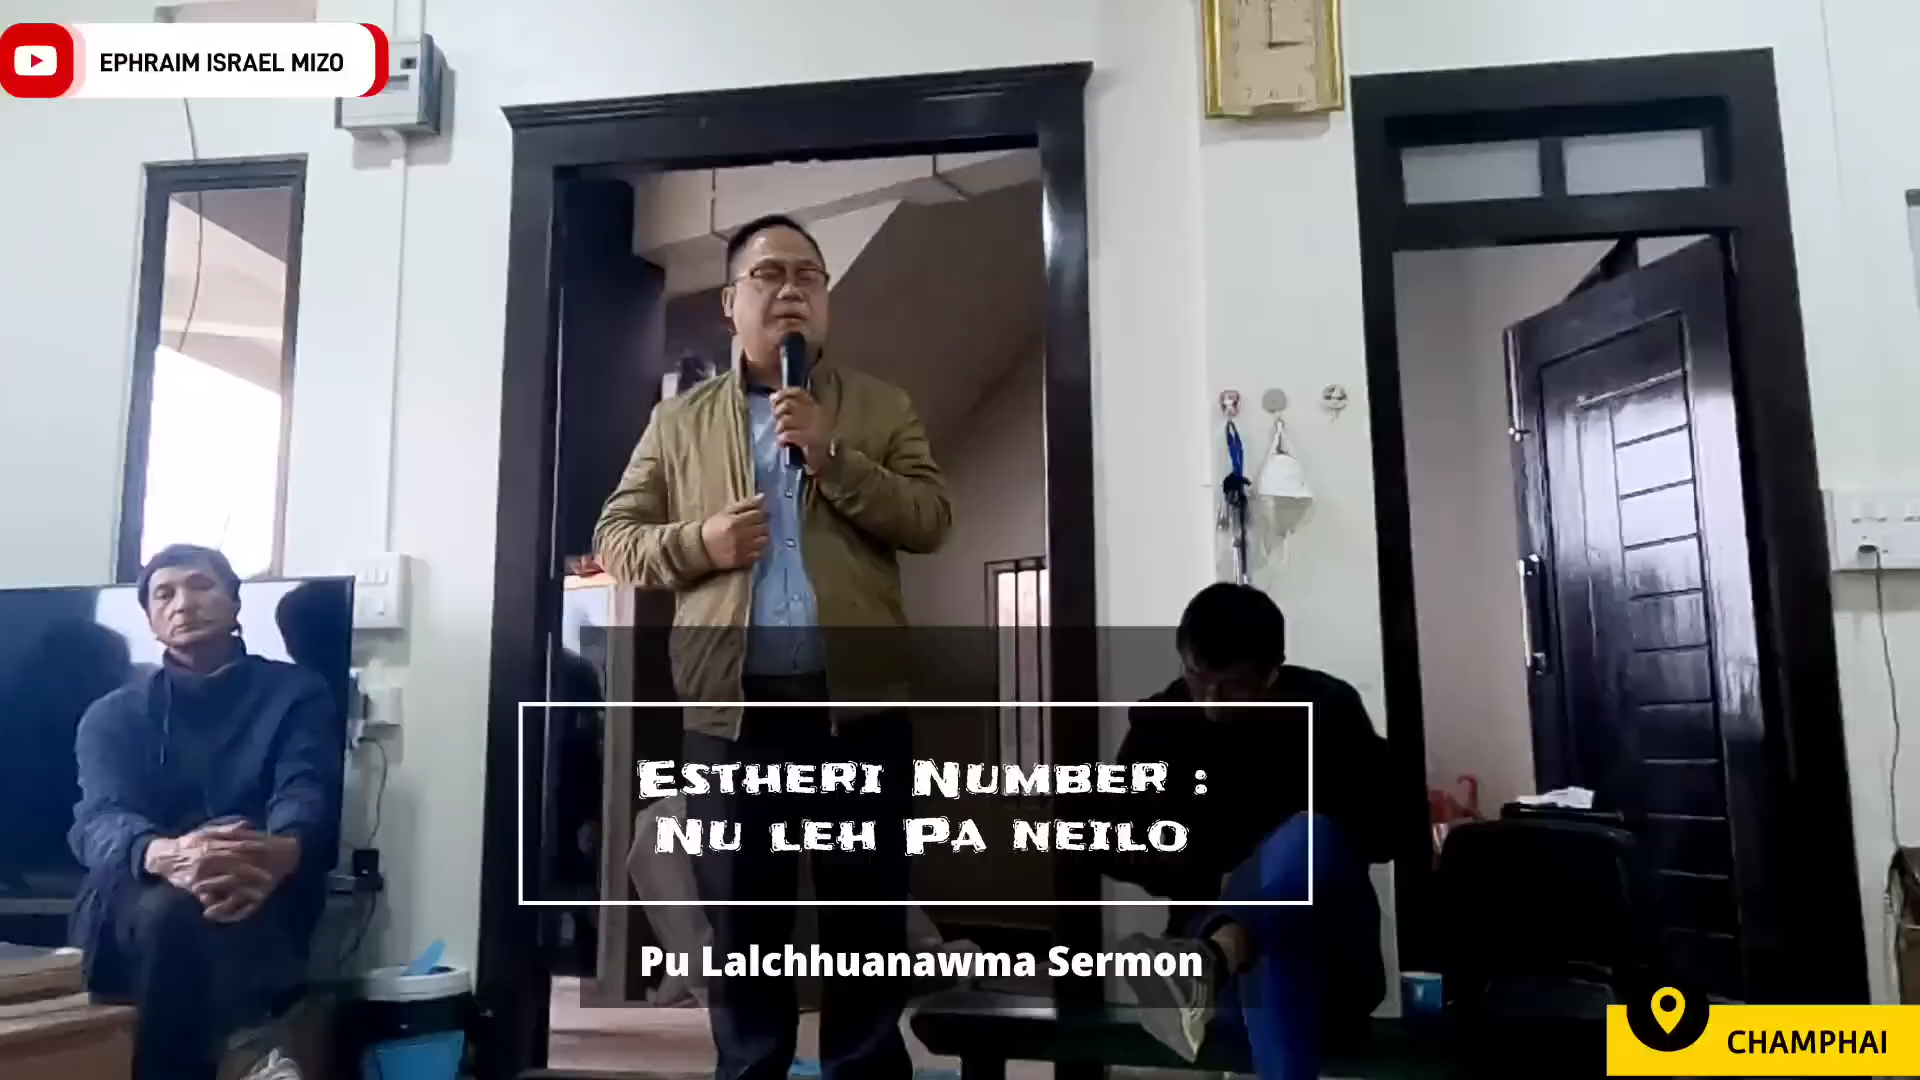 EPHRAIM ISRAEL MIZO
ESTHERI NUMBER :
NU LEH PA NEILO
Pu Lalchhuanawma Sermon
CHAMPHAI